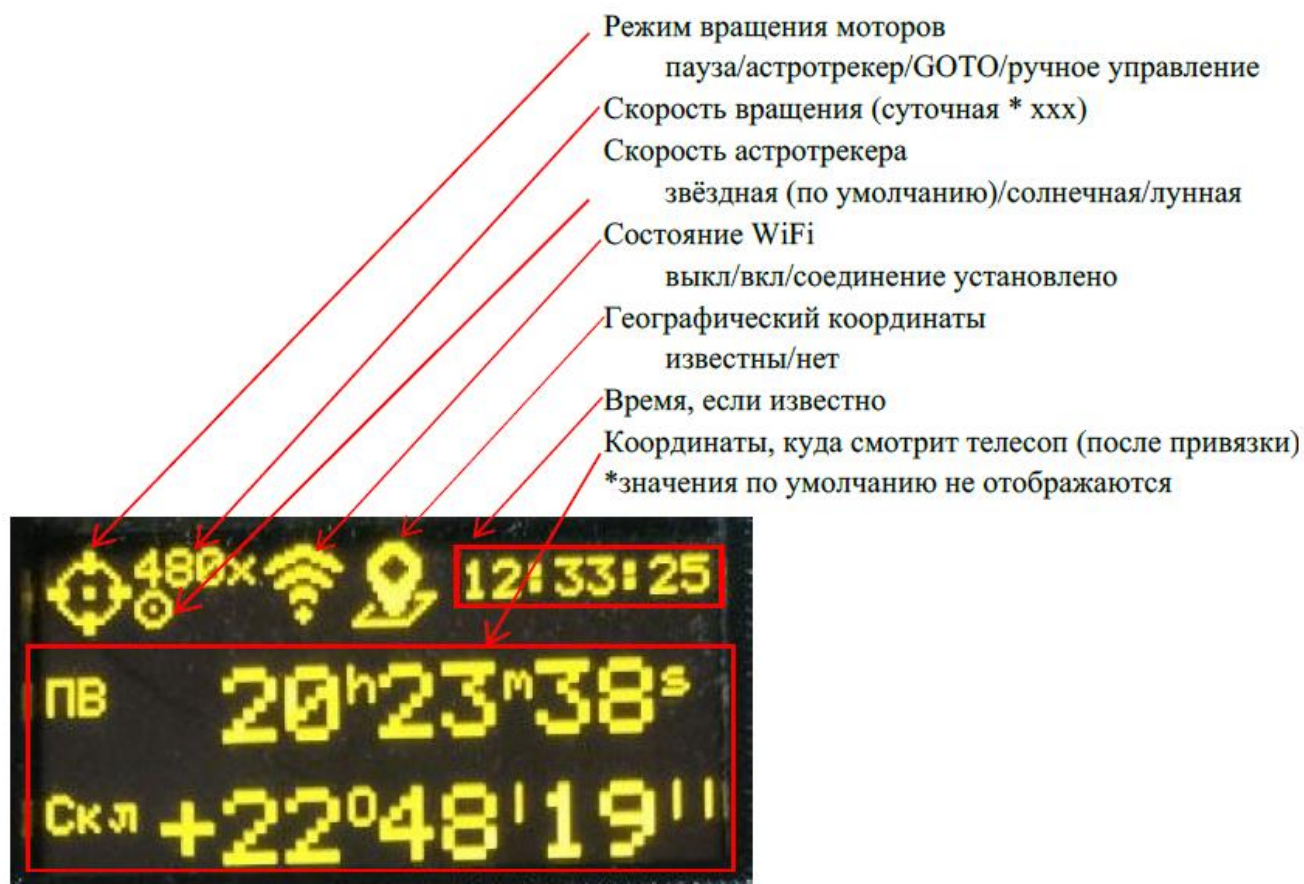 Режим вращения моторов
пауза/астротрекер/GOTO/ручное управление
Скорость вращения (суточная * xxx)
Скорость астротрекера
звёздная (по умолчанию)/солнечная/лунная
Состояние WiFi
выкл/вкл/соединение установлено
Географический координаты
известны/нет
Время, если известно
Координаты, куда смотрит телесоп (после привязки)
*значения по умолчанию не отображаются
480x 12:33:25
ПВ 20h23m38s
Скл +22°48'19"